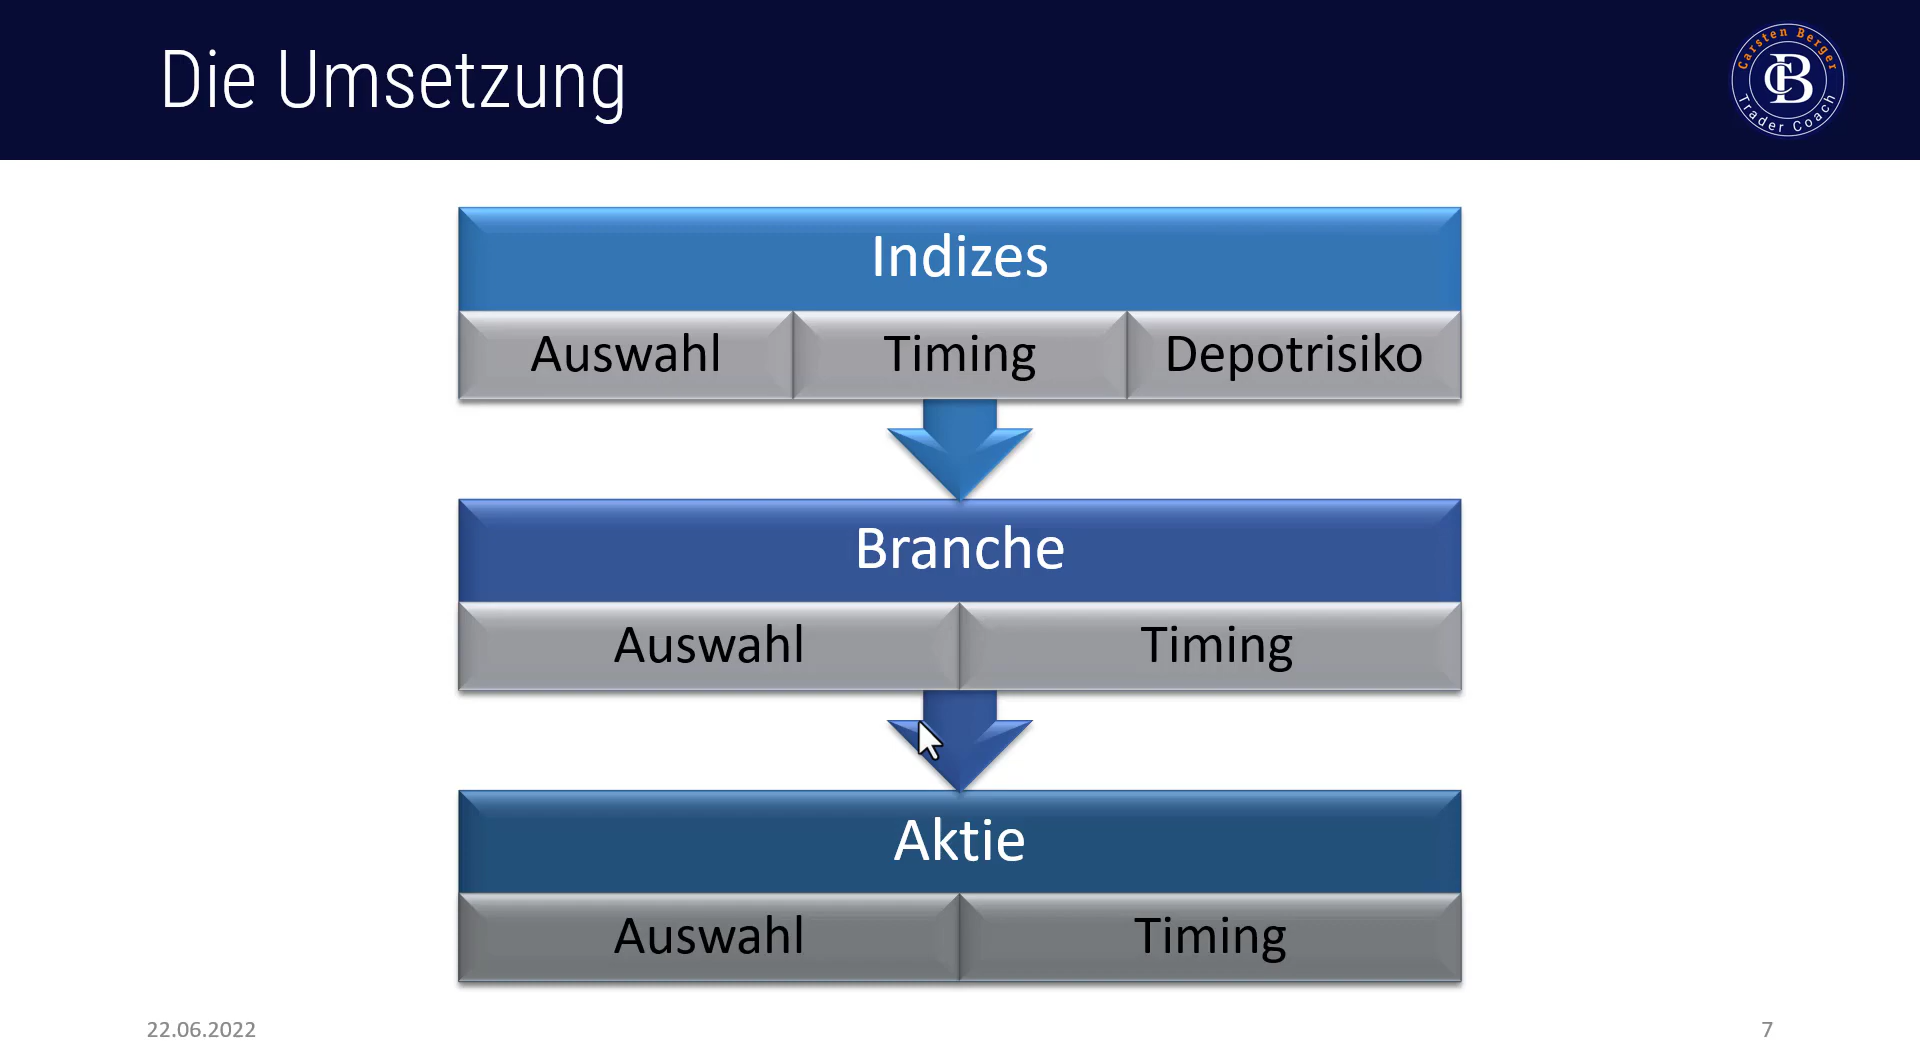 Die Umsetzung
Carsten Berger
CB
Trader Coach
Indizes
Auswahl Timing Depotrisiko
Branche
Auswahl Timing
Aktie
Auswahl Timing
22.06.2022 7